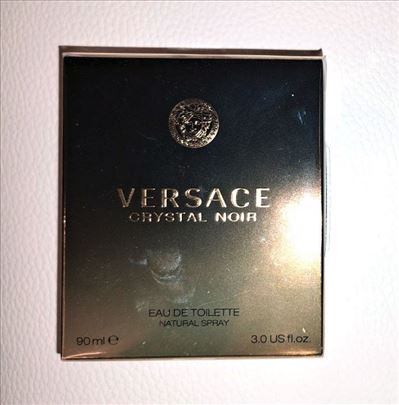 VERSACE
CRYSTAL NOIR
EAU DE TOILETTE
NATURAL SPRAY
90 ml ℮ 3.0 US fl.oz.